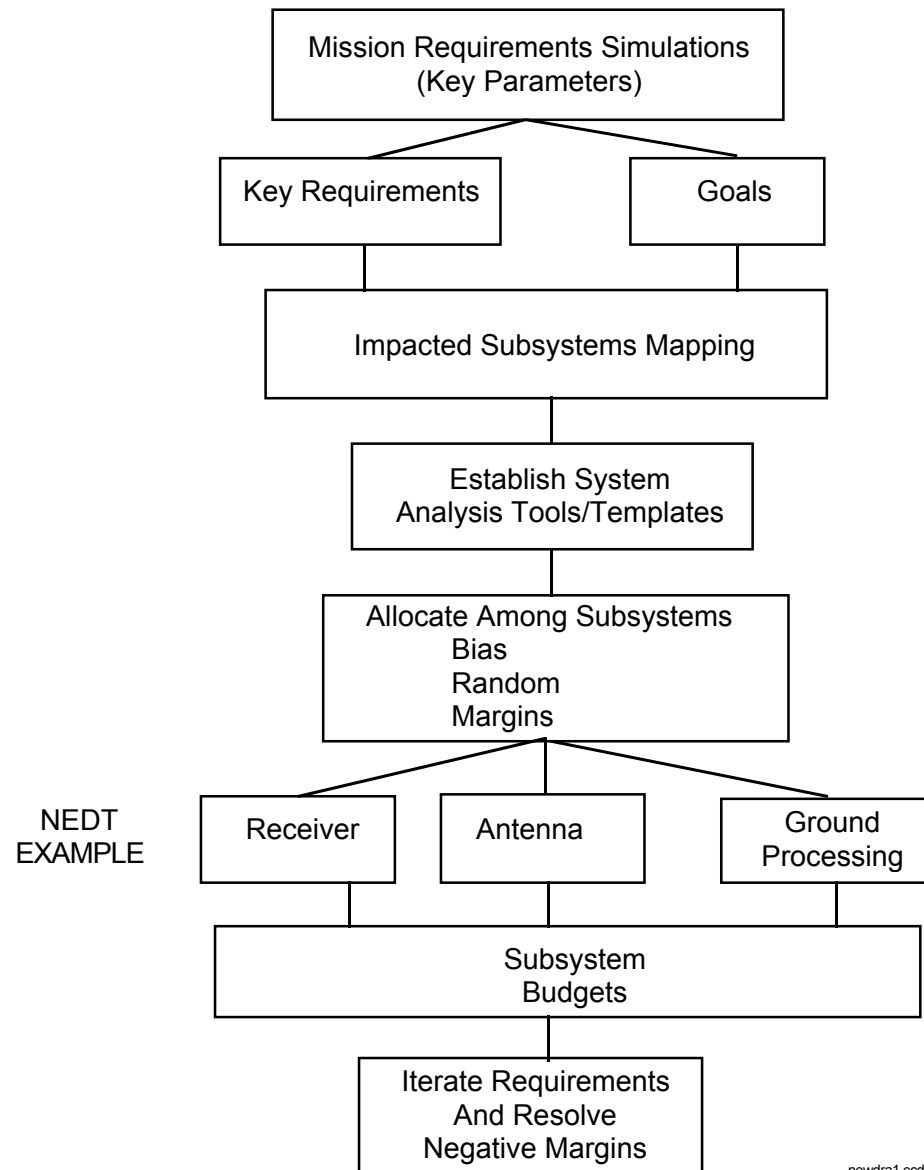 Mission Requirements Simulations
(Key Parameters)
Key Requirements
Goals
Impacted Subsystems Mapping
Establish System
Analysis Tools/Templates
Allocate Among Subsystems
Bias
Random
Margins
NEDT
EXAMPLE
Receiver
Antenna
Ground
Processing
Subsystem
Budgets
Iterate Requirements
And Resolve
Negative Margins